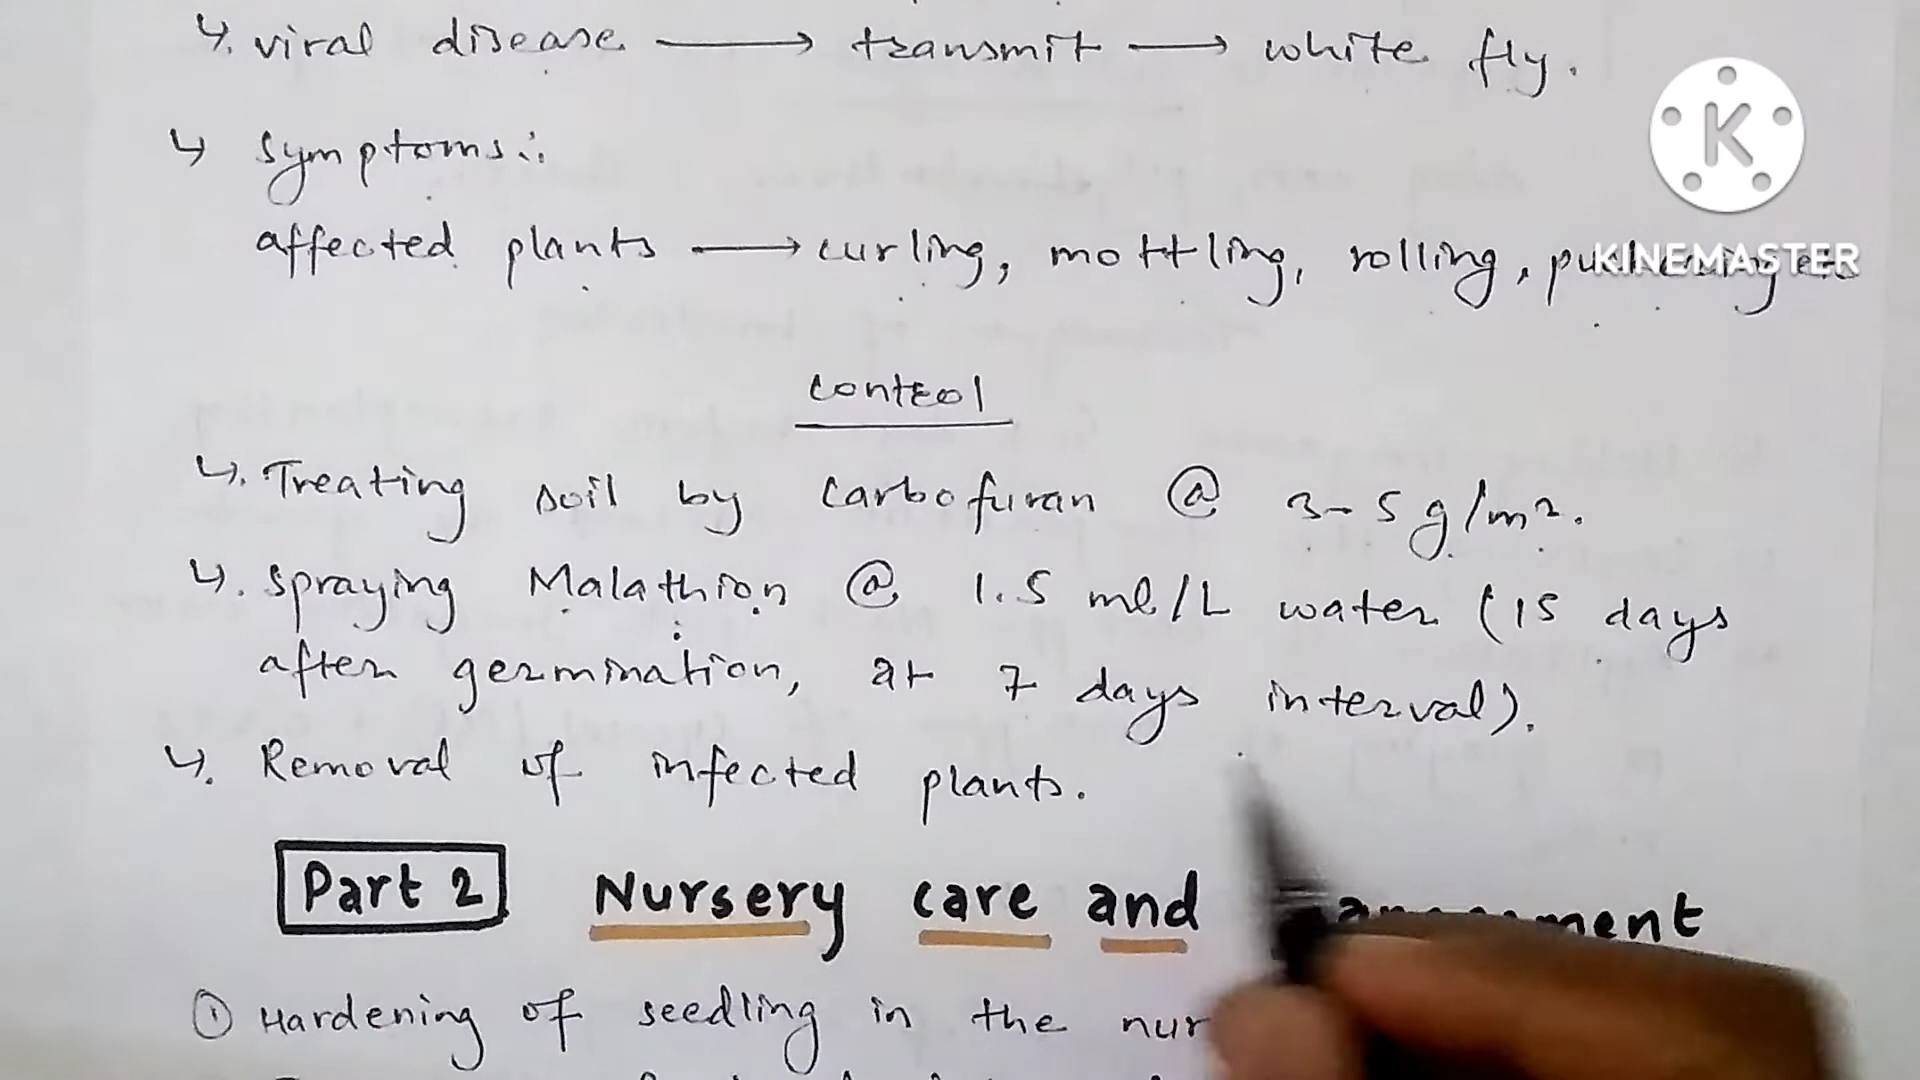 viral disease → transmit → white fly.
K
symptoms:
affected plants → curling, mottling, rolling,
KINEMASTER
control
Treating soil by carbofuran @ 3-5 g/m².
Spraying Malathion @ 1.5 ml/L water (15 days
after germination, at 7 days interval).
Removal of infected plants.
Part 2 Nursery care and
① Hardening of seedling in the